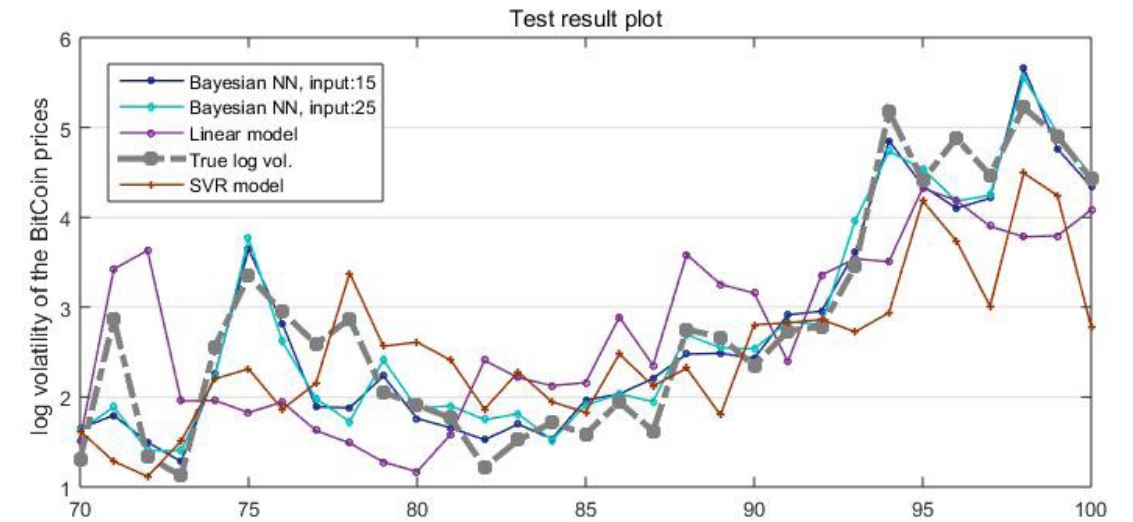 Test result plot
log volatility of the BitCoin prices
6
5
4
3
2
1
Bayesian NN, input:15
Bayesian NN, input:25
Linear model
True log vol.
SVR model
70
75
80
85
90
95
100